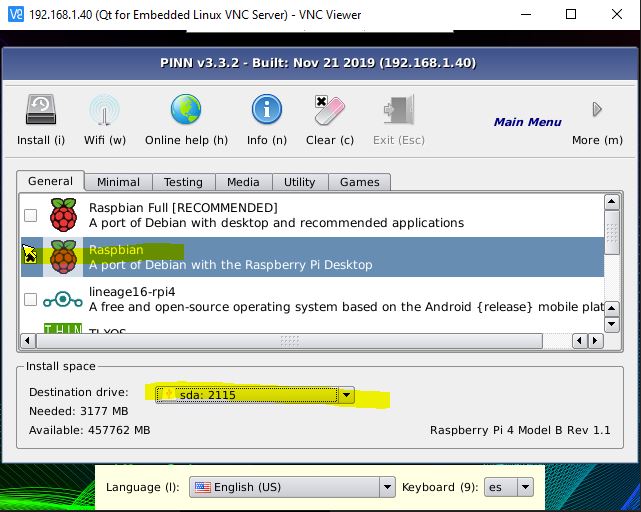 192.168.1.40 (Qt for Embedded Linux VNC Server) - VNC Viewer
PINN v3.3.2 - Built: Nov 21 2019 (192.168.1.40)
Install (i) Wifi (w) Online help (h) Info (n) Clear (c) Exit (Esc) Main Menu More (m)
General Minimal Testing Media Utility Games
Raspbian Full [RECOMMENDED]
A port of Debian with desktop and recommended applications
Raspbian
A port of Debian with the Raspberry Pi Desktop
lineage16-rpi4
A free and open-source operating system based on the Android {release} mobile plat
Install space
Destination drive: sda: 2115
Needed: 3177 MB
Available: 457762 MB Raspberry Pi 4 Model B Rev 1.1
Language (l): English (US) Keyboard (9): es